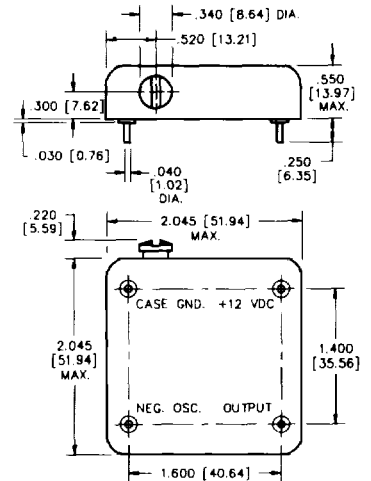 .340 [8.64] DIA.
.520 [13.21]
.550
[13.97]
MAX.
.300 [7.62]
.030 [0.76]
.040
[1.02]
DIA.
.250
[6.35]
.220
[5.59]
2.045 [51.94]
MAX.
CASE GND. +12 VDC
2.045
[51.94]
MAX.
1.400
[35.56]
NEG. OSC. OUTPUT
1.600 [40.64]